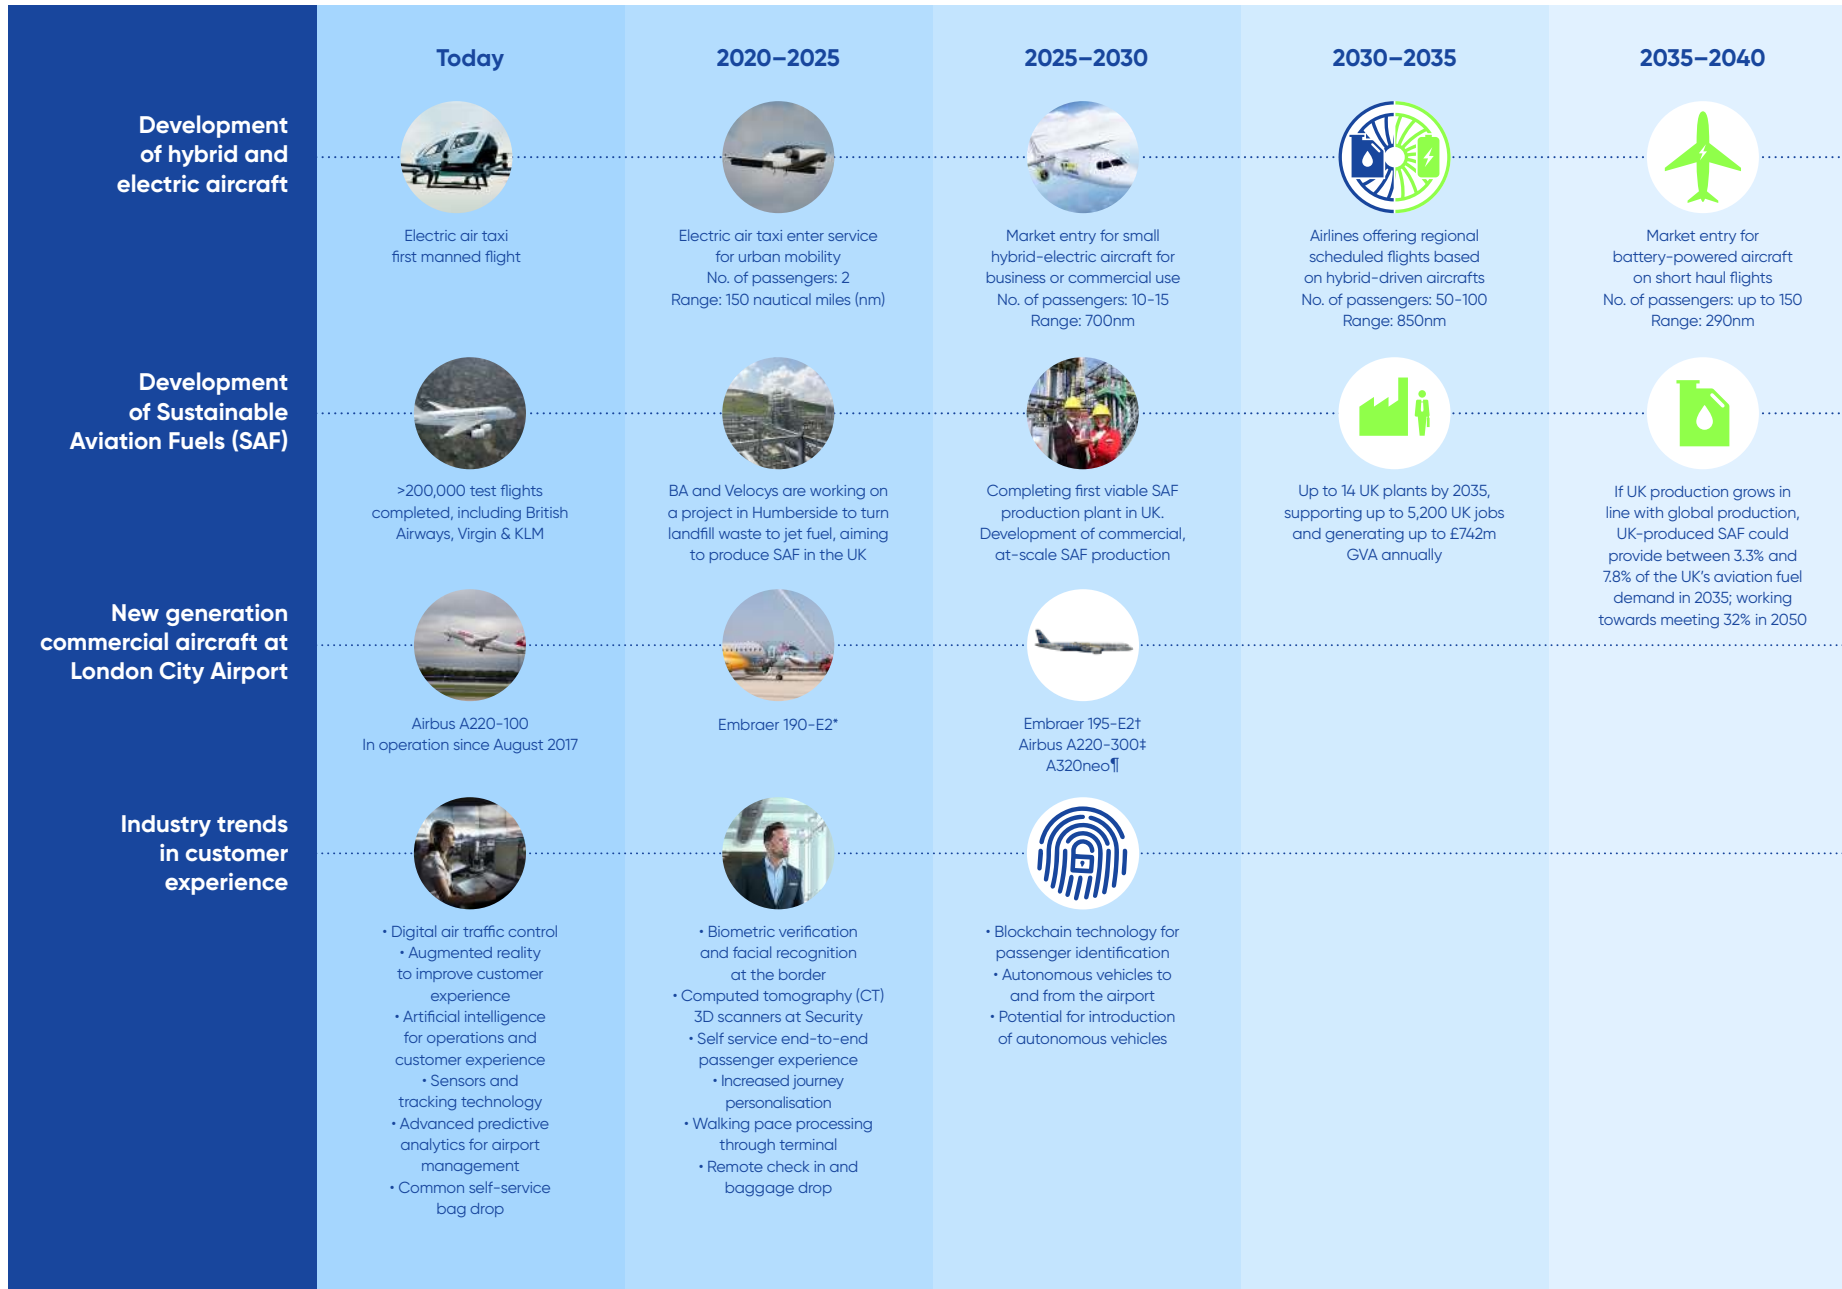 Today
2020–2025
2025–2030
2030–2035
2035–2040
Development
of hybrid and
electric aircraft
Electric air taxi
first manned flight
Electric air taxi enter service
for urban mobility
No. of passengers: 2
Range: 150 nautical miles (nm)
Market entry for small
hybrid-electric aircraft for
business or commercial use
No. of passengers: 10-15
Range: 700nm
Airlines offering regional
scheduled flights based
on hybrid-driven aircrafts
No. of passengers: 50-100
Range: 850nm
Market entry for
battery-powered aircraft
on short haul flights
No. of passengers: up to 150
Range: 290nm
Development
of Sustainable
Aviation Fuels (SAF)
>200,000 test flights
completed, including British
Airways, Virgin & KLM
BA and Velocys are working on
a project in Humberside to turn
landfill waste to jet fuel, aiming
to produce SAF in the UK
Completing first viable SAF
production plant in UK.
Development of commercial,
at-scale SAF production
Up to 14 UK plants by 2035,
supporting up to 5,200 UK jobs
and generating up to £742m
GVA annually
If UK production grows in
line with global production,
UK-produced SAF could
provide between 3.3% and
7.8% of the UK's aviation fuel
demand in 2035; working
towards meeting 32% in 2050
New generation
commercial aircraft at
London City Airport
Airbus A220-100
In operation since August 2017
Embraer 190-E2*
Embraer 195-E2†
Airbus A220-300‡
A320neo¶
Industry trends
in customer
experience
• Digital air traffic control
• Augmented reality
to improve customer
experience
• Artificial intelligence
for operations and
customer experience
• Sensors and
tracking technology
• Advanced predictive
analytics for airport
management
• Common self-service
bag drop
• Biometric verification
and facial recognition
at the border
• Computed tomography (CT)
3D scanners at Security
• Self service end-to-end
passenger experience
• Increased journey
personalisation
• Walking pace processing
through terminal
• Remote check in and
baggage drop
• Blockchain technology for
passenger identification
• Autonomous vehicles to
and from the airport
• Potential for introduction
of autonomous vehicles